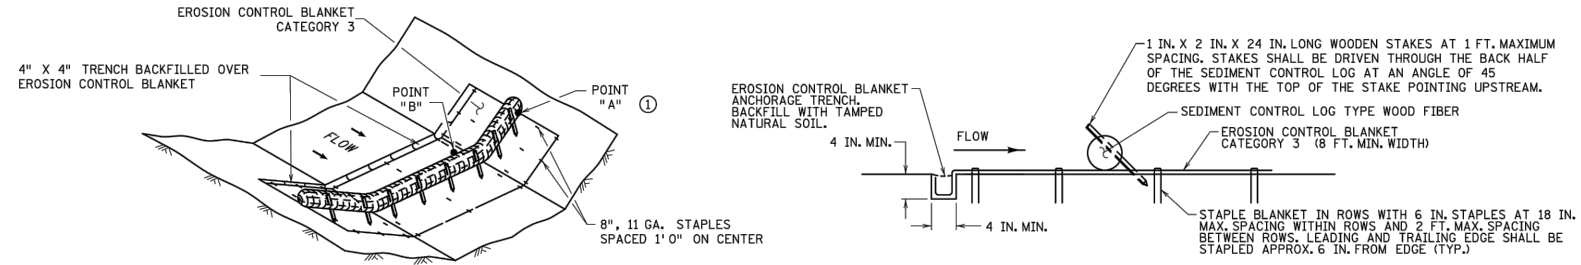 EROSION CONTROL BLANKET
CATEGORY 3
4" X 4" TRENCH BACKFILLED OVER
EROSION CONTROL BLANKET
POINT
"B"
POINT
"A"
1
FLOW
8", 11 GA. STAPLES
SPACED 1'0" ON CENTER
1 IN. X 2 IN. X 24 IN. LONG WOODEN STAKES AT 1 FT. MAXIMUM
SPACING. STAKES SHALL BE DRIVEN THROUGH THE BACK HALF
OF THE SEDIMENT CONTROL LOG AT AN ANGLE OF 45
DEGREES WITH THE TOP OF THE STAKE POINTING UPSTREAM.
EROSION CONTROL BLANKET
ANCHORAGE TRENCH.
BACKFILL WITH TAMPED
NATURAL SOIL.
SEDIMENT CONTROL LOG TYPE WOOD FIBER
FLOW
EROSION CONTROL BLANKET
CATEGORY 3 (8 FT. MIN. WIDTH)
4 IN. MIN.
4 IN. MIN.
STAPLE BLANKET IN ROWS WITH 6 IN. STAPLES AT 18 IN.
MAX. SPACING WITHIN ROWS AND 2 FT. MAX. SPACING
BETWEEN ROWS. LEADING AND TRAILING EDGE SHALL BE
STAPLED APPROX. 6 IN. FROM EDGE (TYP.)